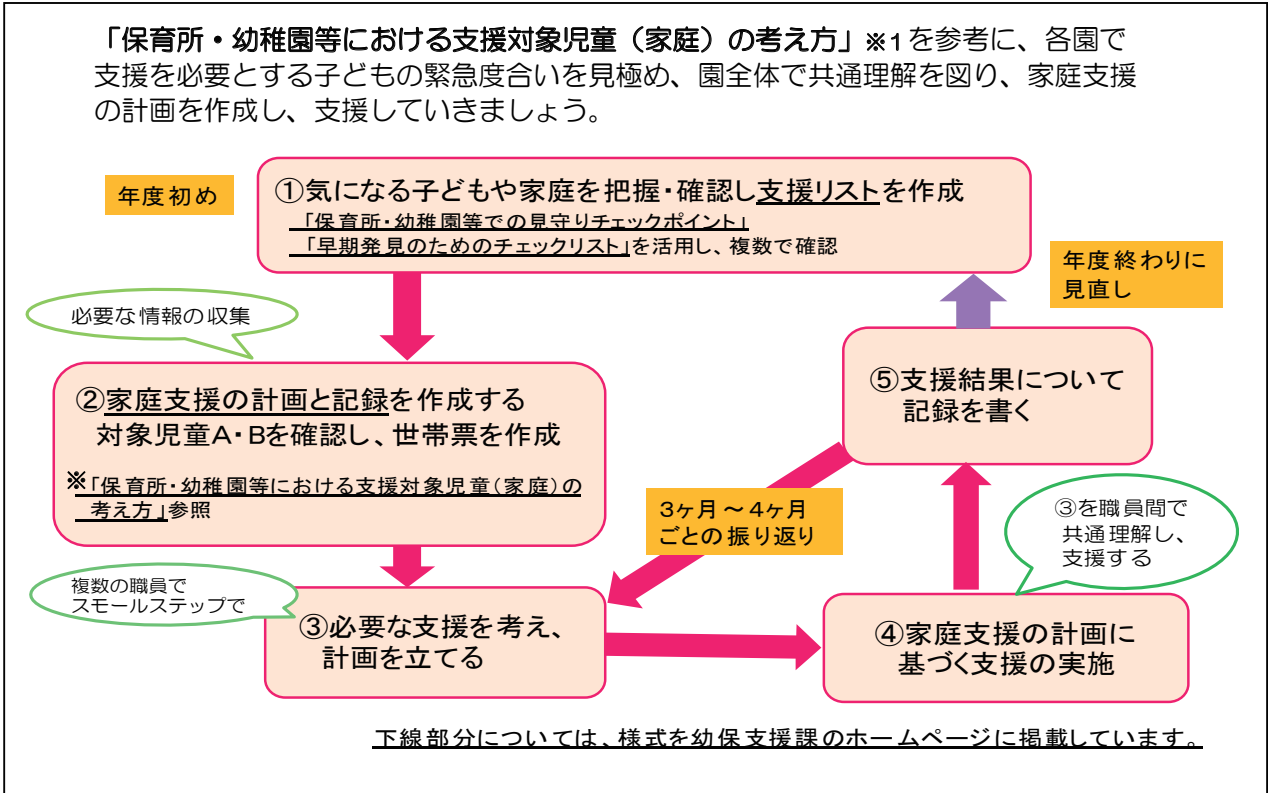 「保育所・幼稚園等における支援対象児童（家庭）の考え方」※1を参考に、各園で
支援を必要とする子どもの緊急度合いを見極め、園全体で共通理解を図り、家庭支援
の計画を作成し、支援していきましょう。
年度初め
①気になる子どもや家庭を把握・確認し支援リストを作成
「保育所・幼稚園等での見守りチェックポイント」
「早期発見のためのチェックリスト」を活用し、複数で確認
年度終わりに
見直し
必要な情報の収集
②家庭支援の計画と記録を作成する
対象児童A・Bを確認し、世帯票を作成
※「保育所・幼稚園等における支援対象児童（家庭）の
考え方」参照
⑤支援結果について
記録を書く
3ヶ月～4ヶ月
ごとの振り返り
③を職員間で
共通理解し、
支援する
複数の職員で
スモールステップで
③必要な支援を考え、
計画を立てる
④家庭支援の計画に
基づく支援の実施
下線部分については、様式を幼保支援課のホームページに掲載しています。